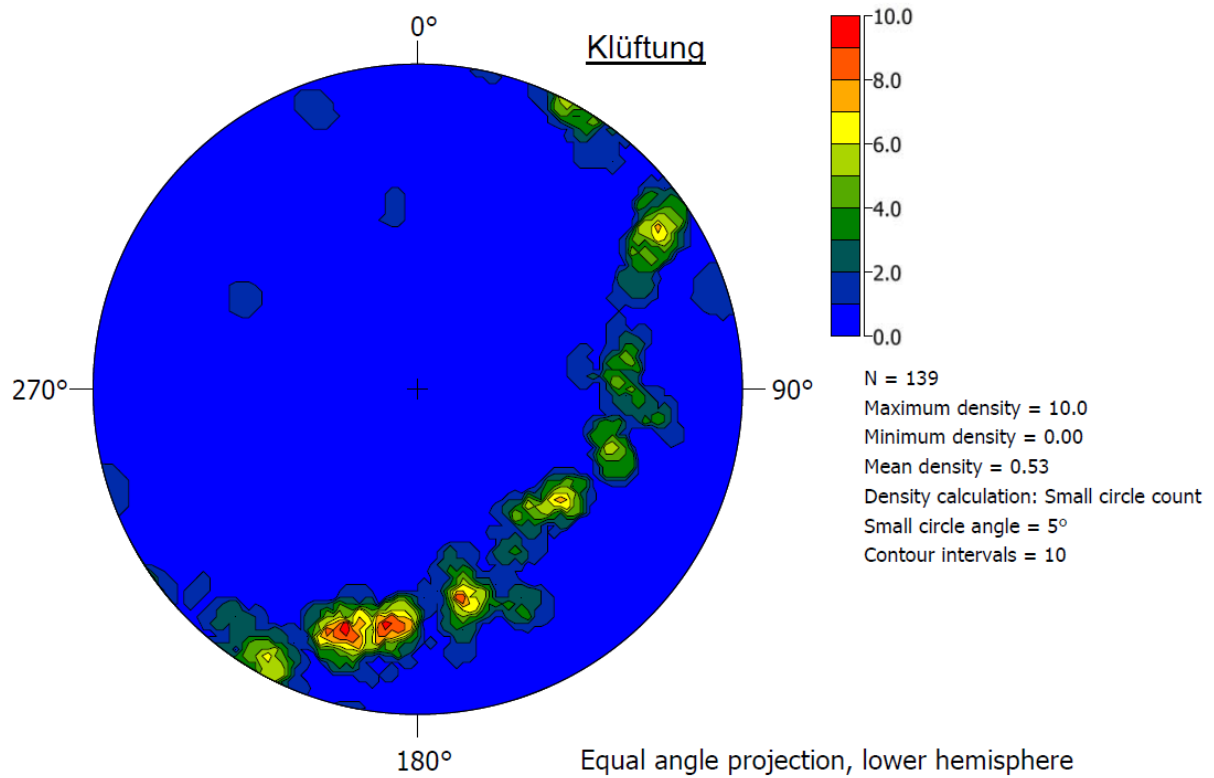 0°
Klüftung
10.0
8.0
6.0
4.0
2.0
0.0
270°
90°
N = 139
Maximum density = 10.0
Minimum density = 0.00
Mean density = 0.53
Density calculation: Small circle count
Small circle angle = 5°
Contour intervals = 10
180°
Equal angle projection, lower hemisphere